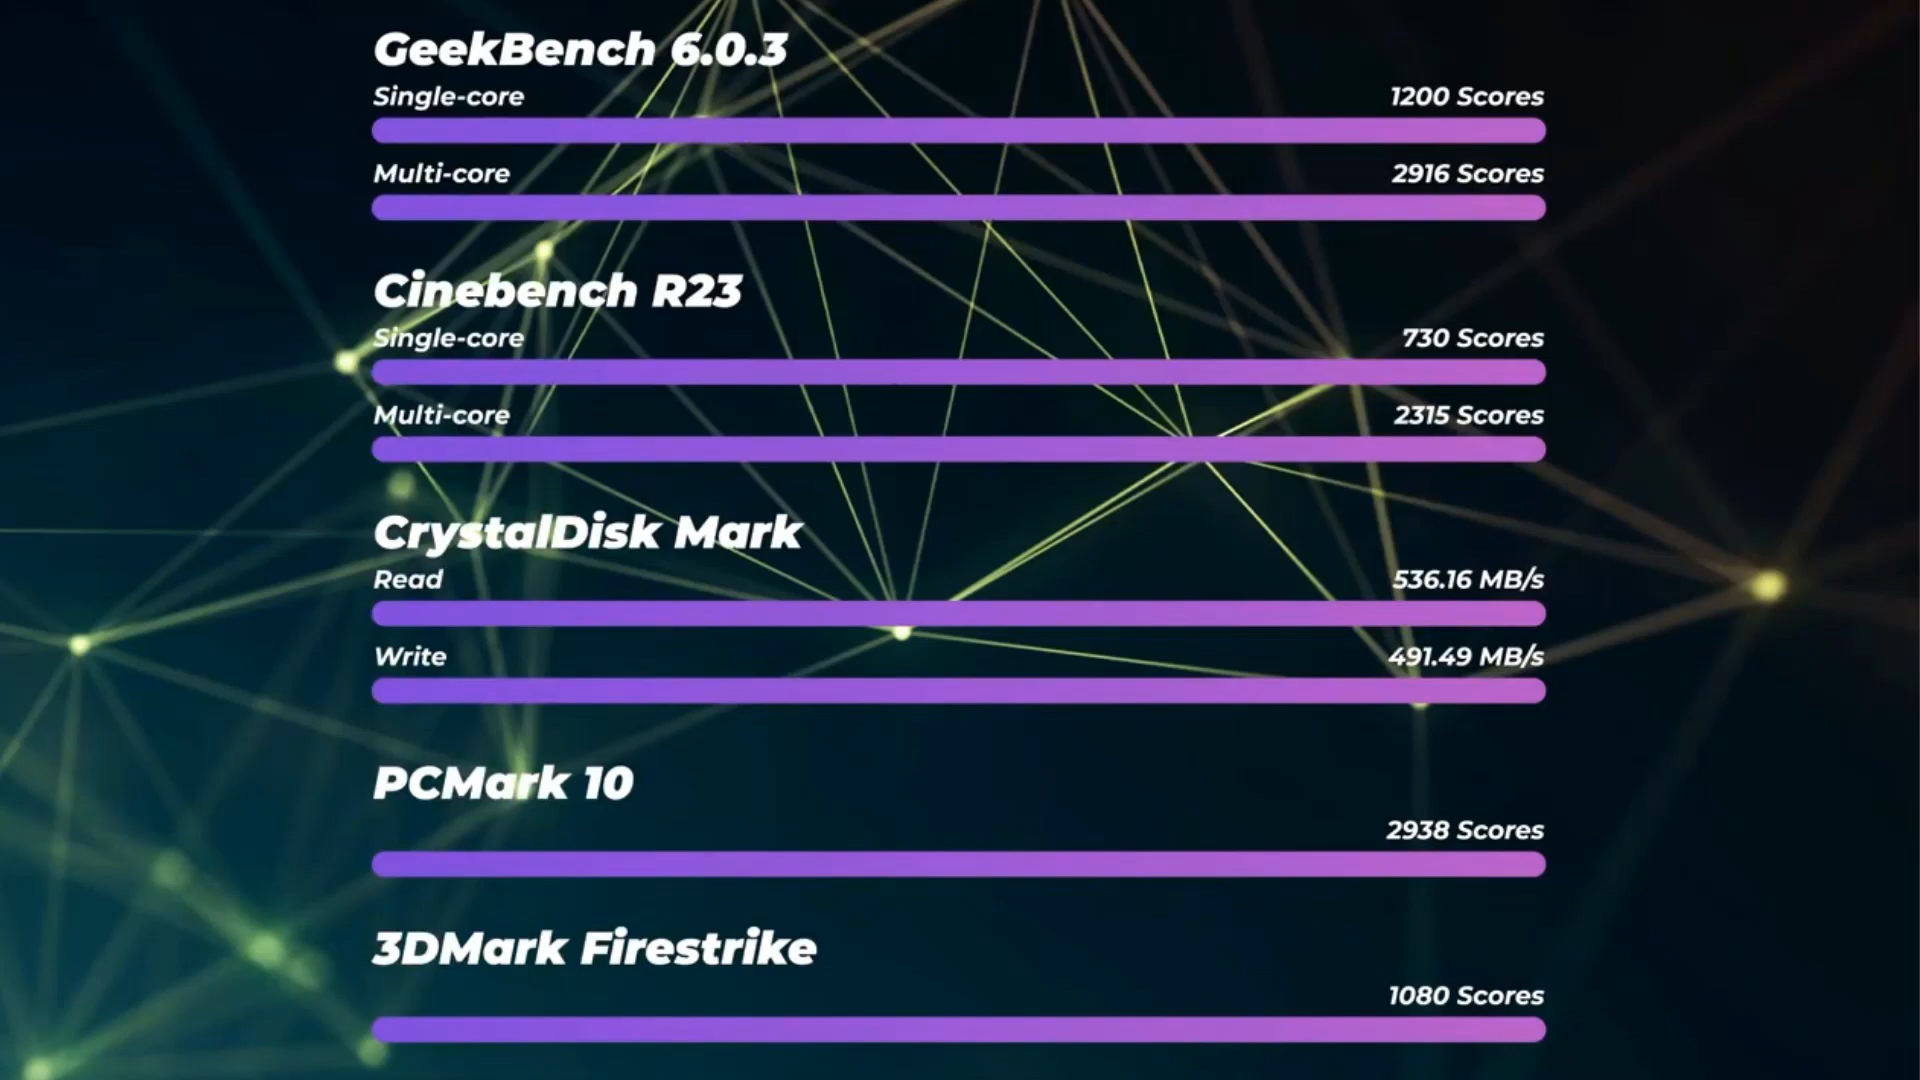 GeekBench 6.0.3
Single-core 1200 Scores
Multi-core 2916 Scores
Cinebench R23
Single-core 730 Scores
Multi-core 2315 Scores
CrystalDisk Mark
Read 536.16 MB/s
Write 491.49 MB/s
PCMark 10
2938 Scores
3DMark Firestrike
1080 Scores